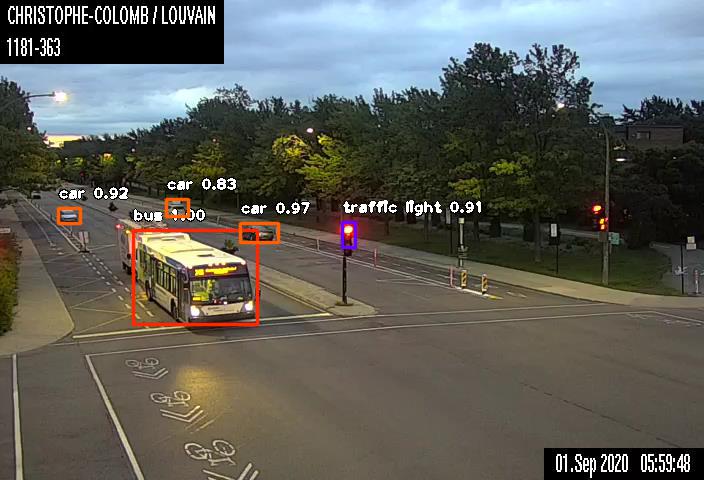 CHRISTOPHE-COLOMB / LOUVAIN
1181-363
car 0.92
car 0.83
bus 1.00
car 0.97
traffic light 0.91
01.Sep 2020 05:59:48